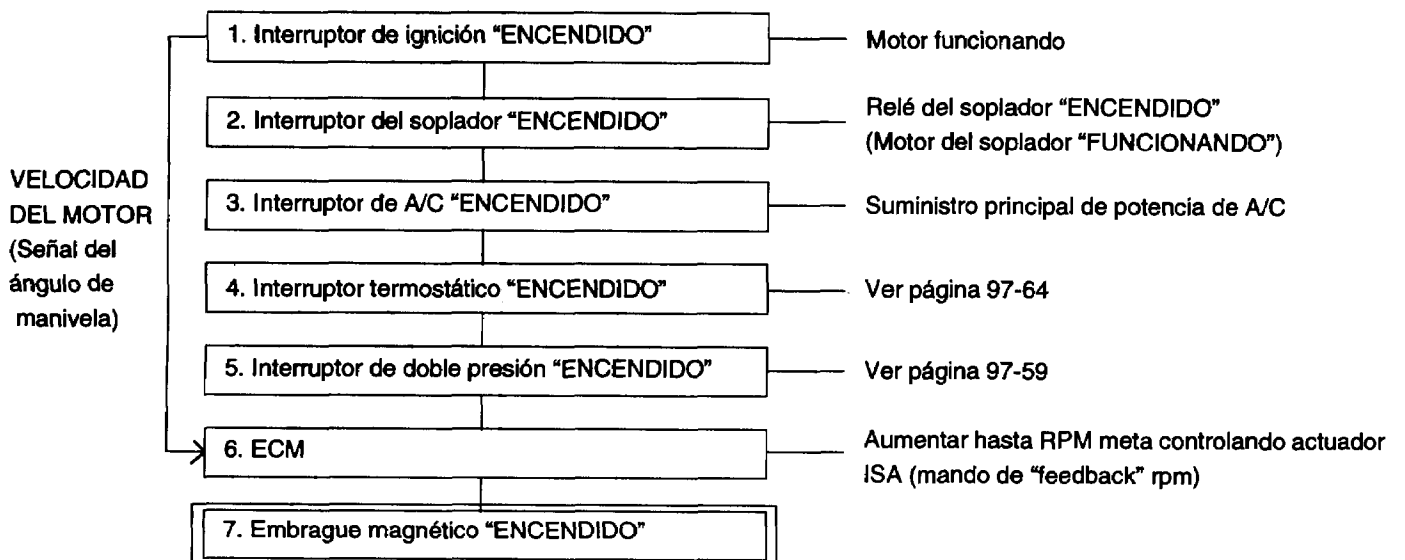 1. Interruptor de ignición “ENCENDIDO”
Motor funcionando
2. Interruptor del soplador “ENCENDIDO”
Relé del soplador “ENCENDIDO”
(Motor del soplador “FUNCIONANDO”)
VELOCIDAD
DEL MOTOR
(Señal del
ángulo de
manivela)
3. Interruptor de A/C “ENCENDIDO”
Suministro principal de potencia de A/C
4. Interruptor termostático “ENCENDIDO”
Ver página 97-64
5. Interruptor de doble presión “ENCENDIDO”
Ver página 97-59
6. ECM
Aumentar hasta RPM meta controlando actuador
ISA (mando de “feedback” rpm)
7. Embrague magnético “ENCENDIDO”